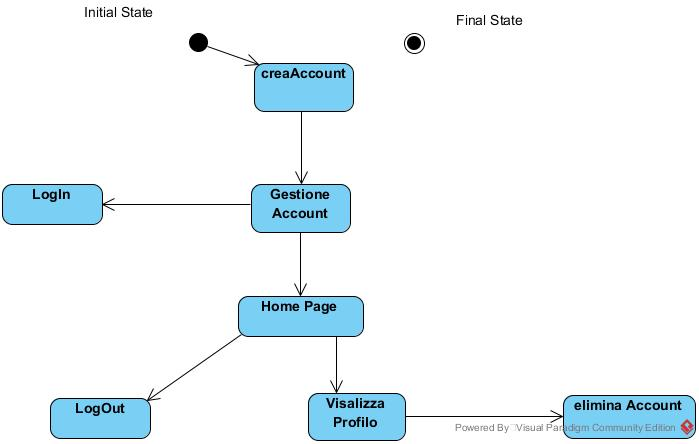 Initial State
Final State
creaAccount
LogIn
Gestione
Account
Home Page
LogOut
Visalizza
Profilo
elimina Account
Powered By Visual Paradigm Community Edition